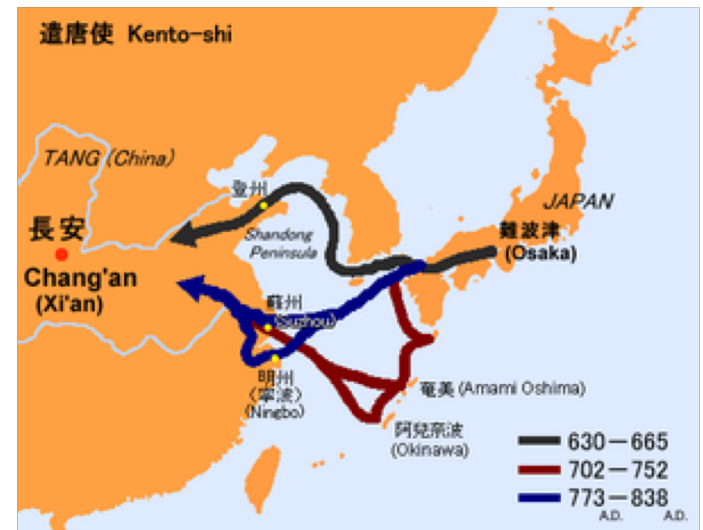 遣唐使 Kento-shi
TANG (China)
登州
長安
Shandong
Peninsula
JAPAN
難波津
(Osaka)
Chang'an
(Xi'an)
蘇州
(Suzhou)
明州
(寧波)
(Ningbo)
奄美 (Amami Oshima)
阿兒奈波
(Okinawa)
630－665
702－752
773－838
A.D. A.D.